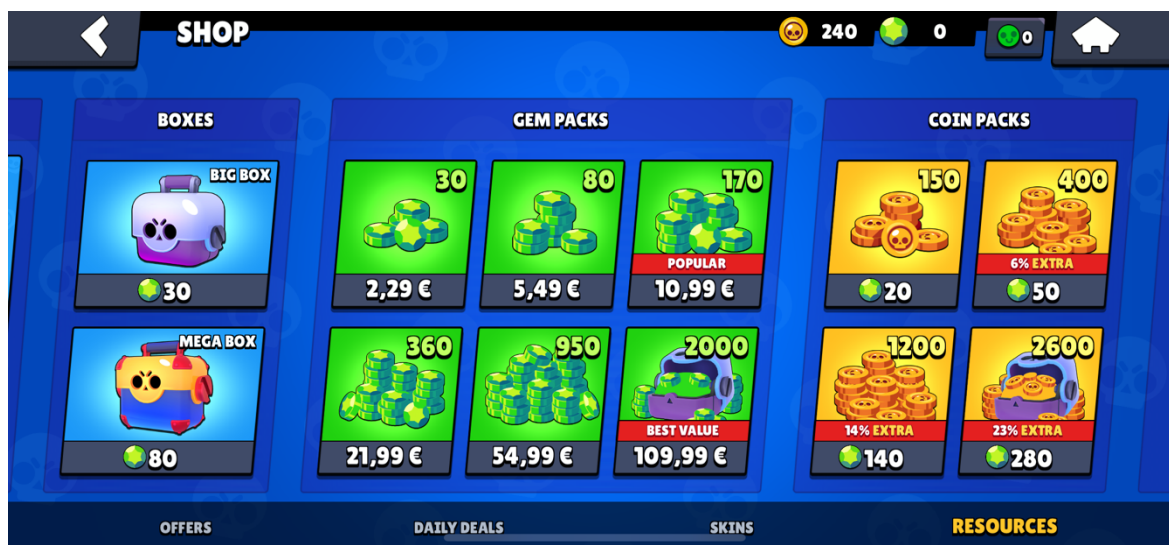 SHOP
240
0
0
BOXES
BIG BOX
30
MEGA BOX
80
GEM PACKS
30
2,29 €
80
5,49 €
170
POPULAR
10,99 €
360
21,99 €
950
54,99 €
2000
BEST VALUE
109,99 €
COIN PACKS
150
20
400
6% EXTRA
50
1200
14% EXTRA
140
2600
23% EXTRA
280
OFFERS
DAILY DEALS
SKINS
RESOURCES